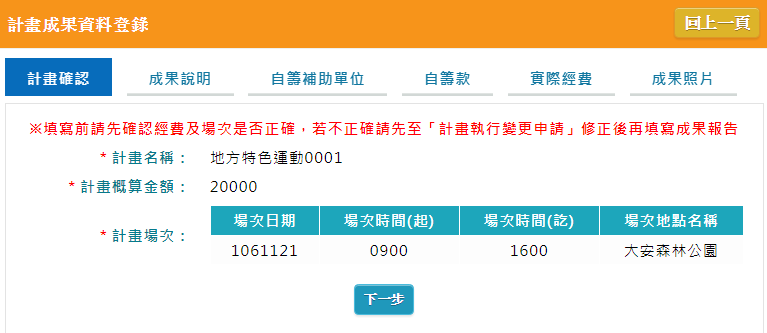 計畫成果資料登錄
回上一頁
計畫確認 成果說明 自籌補助單位 自籌款 實際經費 成果照片
※填寫前請先確認經費及場次是否正確，若不正確請先至「計畫執行變更申請」修正後再填寫成果報告
* 計畫名稱： 地方特色運動0001
* 計畫概算金額： 20000
* 計畫場次：
場次日期 場次時間(起) 場次時間(訖) 場次地點名稱
1061121 0900 1600 大安森林公園
下一步